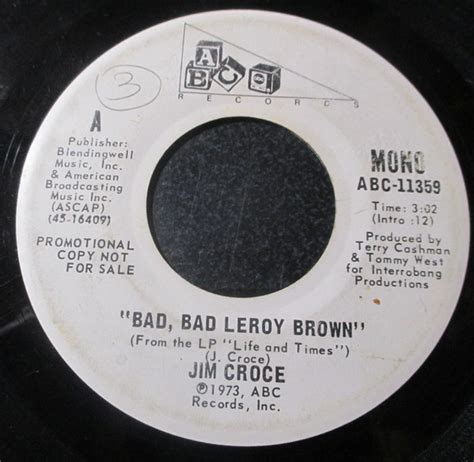 3
A B C abc
RECORDS
A
Publisher:
Blendingwell
Music, Inc.
& American
Broadcasting
Music Inc.
(ASCAP)
(45-16409)
PROMOTIONAL
COPY NOT
FOR SALE
MONO
ABC-11359
Time: 3:02
(Intro :12)
Produced by
Terry Cashman
& Tommy West
for Interrobang
Productions
"BAD, BAD LEROY BROWN"
(From the LP "Life and Times")
(J. Croce)
JIM CROCE
℗1973, ABC
Records, Inc.